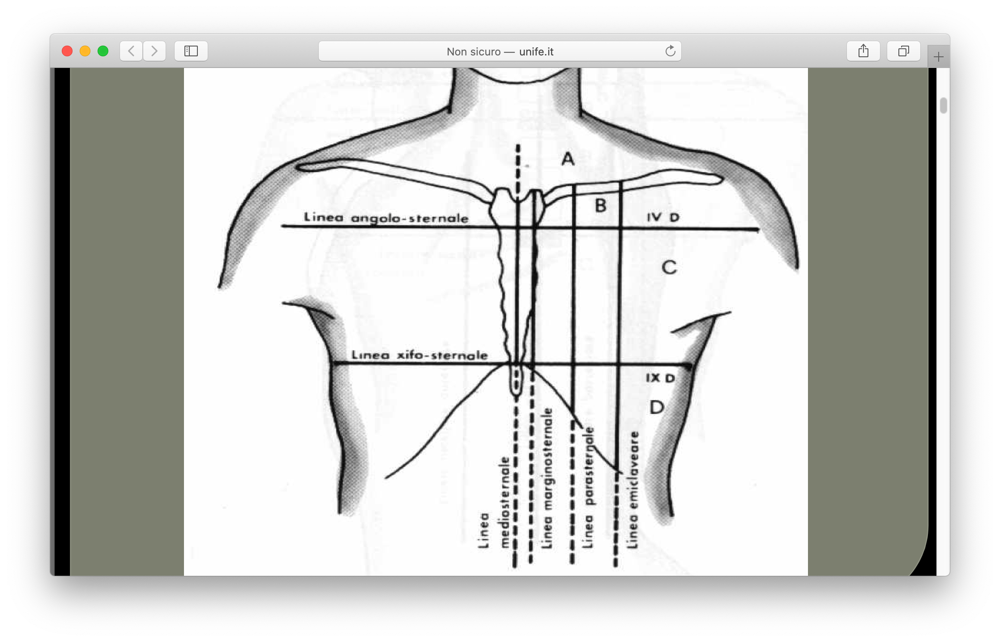 Non sicuro — unife.it
A
B
Linea angolo-sternale
IV D
C
Linea xifo-sternale
IX D
D
Linea
mediosternale
Linea marginosternale
Linea parasternale
Linea emiclaveare